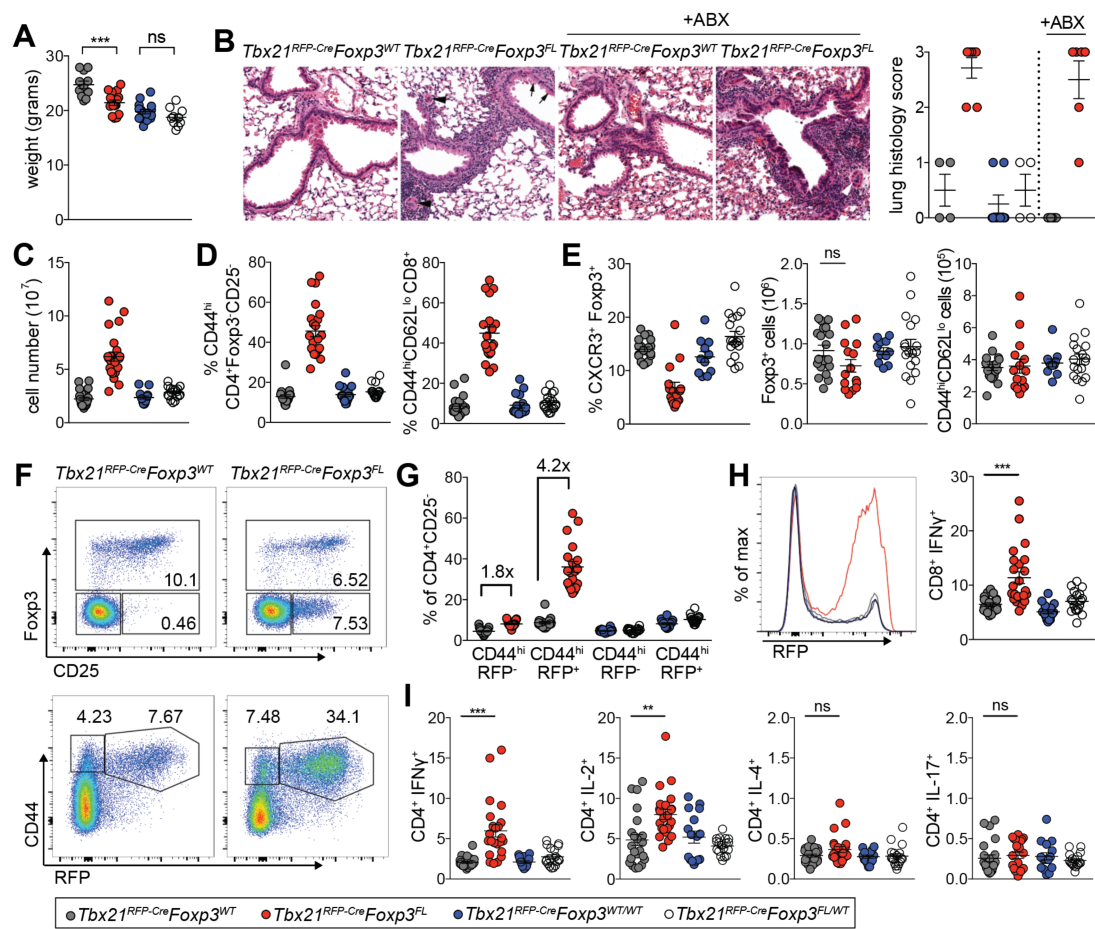 A
weight (grams)
30
20
10
0
***
ns
B
+ABX
Tbx21RFP-CreFoxp3WT
Tbx21RFP-CreFoxp3FL
Tbx21RFP-CreFoxp3WT
Tbx21RFP-CreFoxp3FL
+ABX
lung histology score
3
2
1
0
C
cell number (10⁷)
15
10
5
0
D
% CD44hi
CD4⁺Foxp3⁻CD25⁻
80
60
40
20
0
% CD44hiCD62Llo CD8⁺
80
60
40
20
0
E
% CXCR3⁺ Foxp3⁺
40
30
20
10
0
Foxp3⁺ cells (10⁶)
2.0
1.5
1.0
0.5
0.0
ns
CD44hiCD62Llo cells (10⁵)
10
8
6
4
2
0
F
Tbx21RFP-CreFoxp3WT
Tbx21RFP-CreFoxp3FL
10.1
0.46
6.52
7.53
Foxp3
CD25
4.23
7.67
7.48
34.1
CD44
RFP
G
% of CD4⁺CD25⁻
80
60
40
20
0
1.8x
4.2x
CD44hi
RFP⁻
CD44hi
RFP⁺
CD44hi
RFP⁻
CD44hi
RFP⁺
H
% of max
RFP
CD8⁺ IFNγ⁺
30
20
10
0
***
I
CD4⁺ IFNγ⁺
20
15
10
5
0
***
CD4⁺ IL-2⁺
20
15
10
5
0
**
CD4⁺ IL-4⁺
2.0
1.5
1.0
0.5
0.0
ns
CD4⁺ IL-17⁺
2.0
1.5
1.0
0.5
0.0
ns
Tbx21RFP-CreFoxp3WT
Tbx21RFP-CreFoxp3FL
Tbx21RFP-CreFoxp3WT/WT
Tbx21RFP-CreFoxp3FL/WT